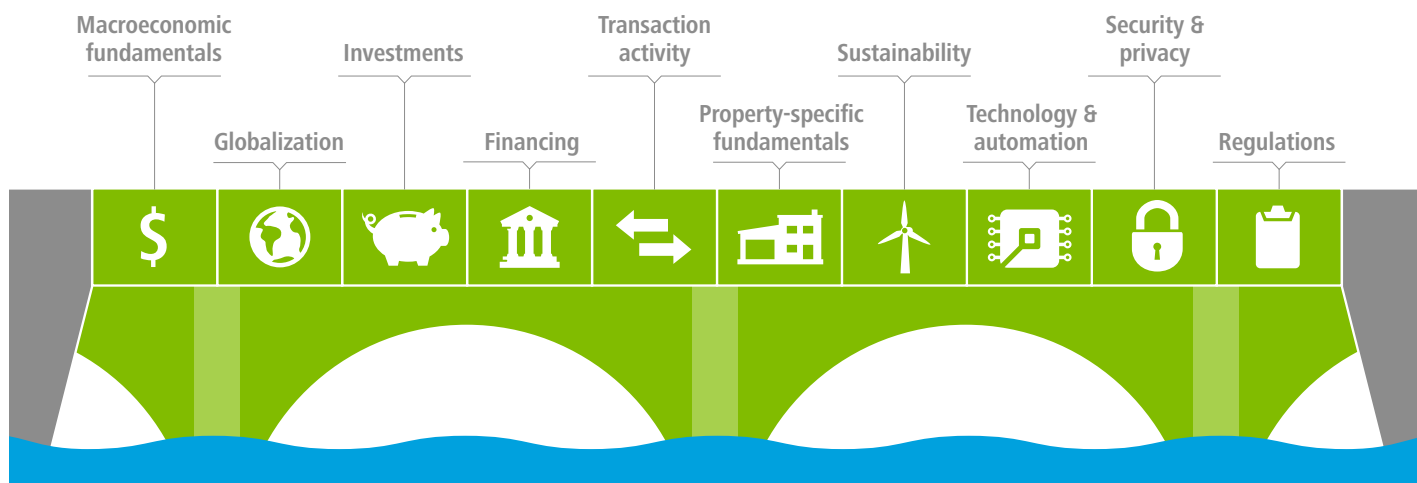 Macroeconomic
fundamentals
Globalization
Investments
Financing
Transaction
activity
Property-specific
fundamentals
Sustainability
Technology &
automation
Security &
privacy
Regulations
$